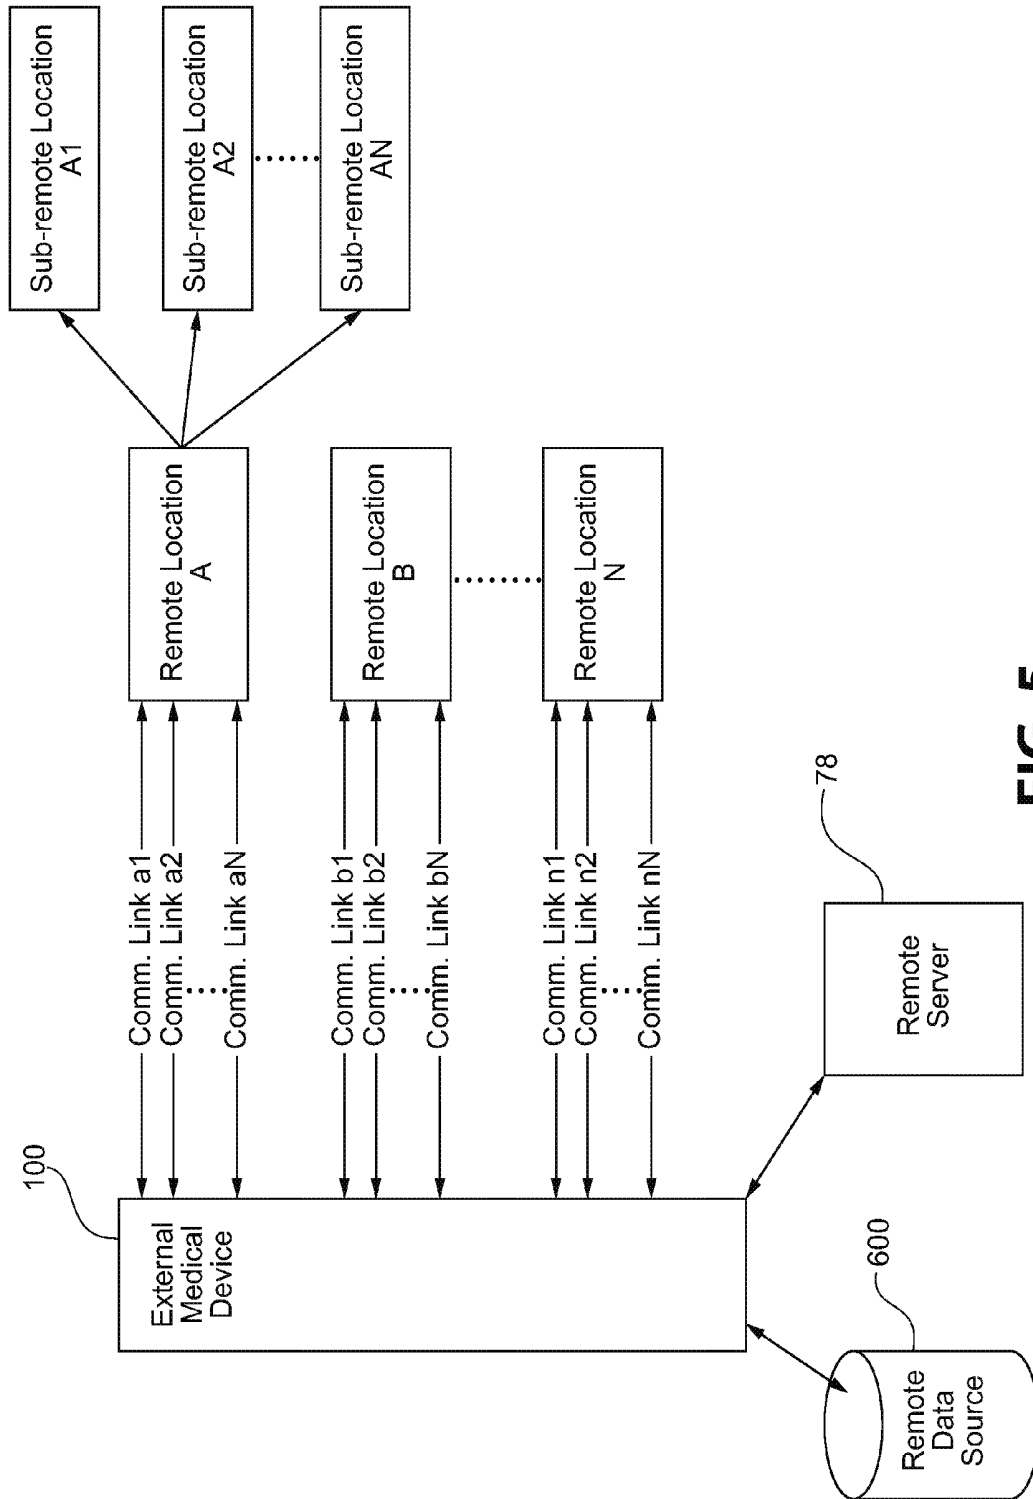 100
External
Medical
Device
Comm. Link a1
Comm. Link a2
Comm. Link aN
Comm. Link b1
Comm. Link b2
Comm. Link bN
Comm. Link n1
Comm. Link n2
Comm. Link nN
Remote Location
A
Remote Location
B
Remote Location
N
Sub-remote Location
A1
Sub-remote Location
A2
Sub-remote Location
AN
600
Remote
Data
Source
78
Remote
Server
FIG. 5